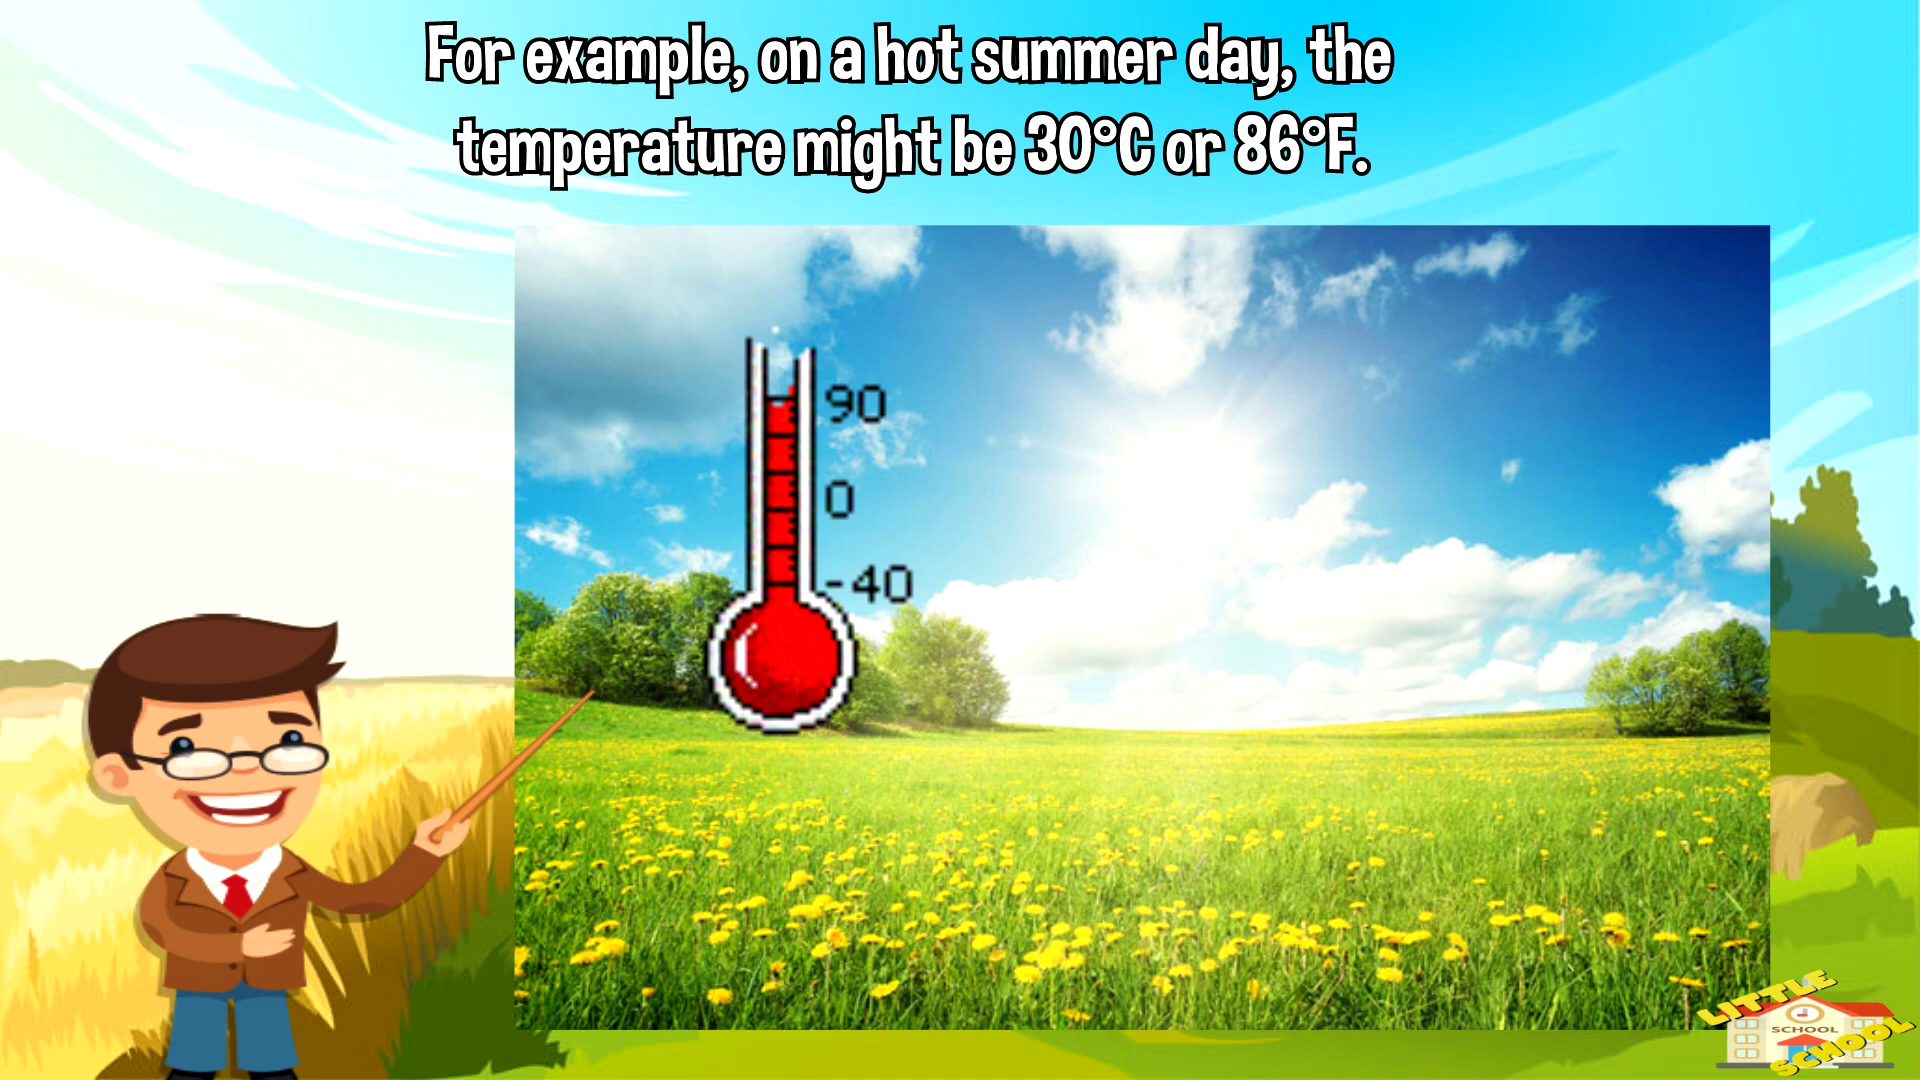 For example, on a hot summer day, the
temperature might be 30°C or 86°F.
90
0
-40
LITTLE
SCHOOL
SCHOOL